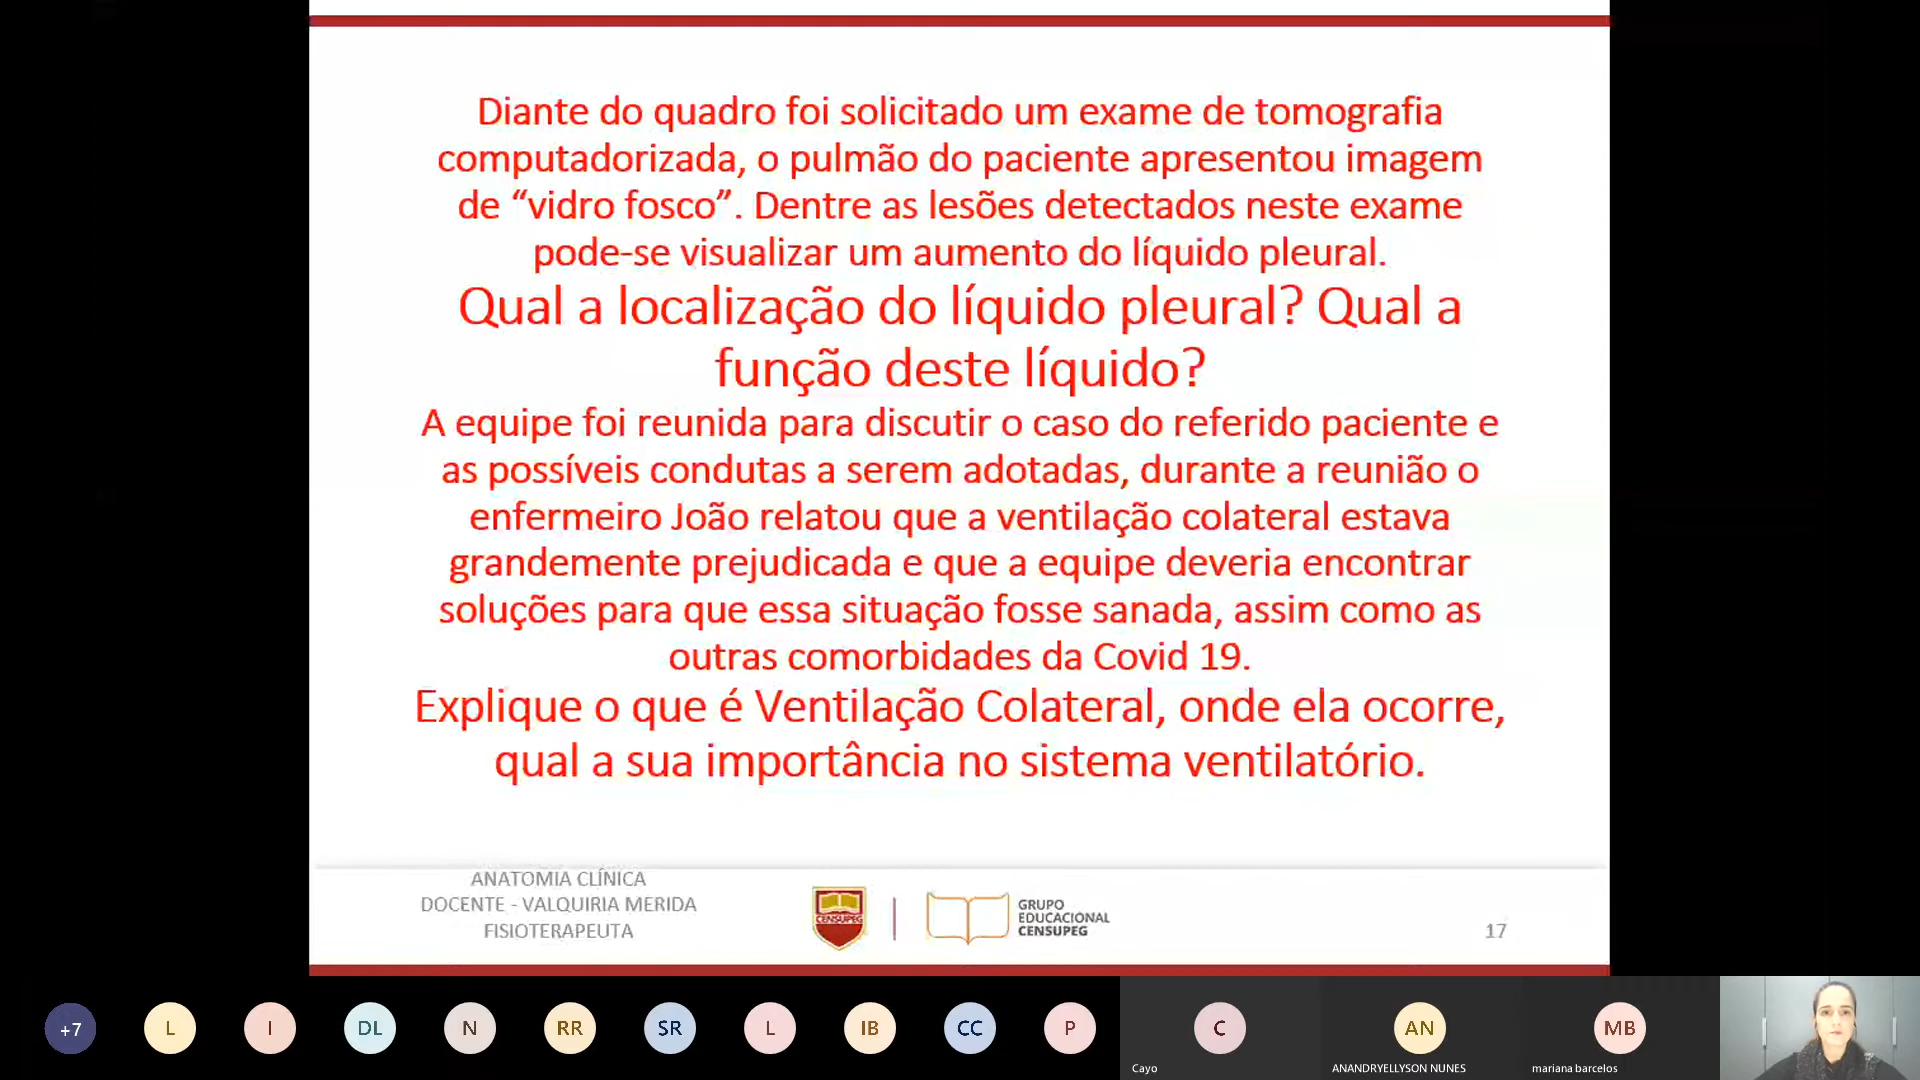 Diante do quadro foi solicitado um exame de tomografia
computadorizada, o pulmão do paciente apresentou imagem
de “vidro fosco”. Dentre as lesões detectados neste exame
pode-se visualizar um aumento do líquido pleural.
Qual a localização do líquido pleural? Qual a
função deste líquido?
A equipe foi reunida para discutir o caso do referido paciente e
as possíveis condutas a serem adotadas, durante a reunião o
enfermeiro João relatou que a ventilação colateral estava
grandemente prejudicada e que a equipe deveria encontrar
soluções para que essa situação fosse sanada, assim como as
outras comorbidades da Covid 19.
Explique o que é Ventilação Colateral, onde ela ocorre,
qual a sua importância no sistema ventilatório.
ANATOMIA CLÍNICA
DOCENTE - VALQUIRIA MERIDA
FISIOTERAPEUTA
CENSUPEG
GRUPO
EDUCACIONAL
CENSUPEG
17
+7
L
I
DL
N
RR
SR
L
IB
CC
P
C
AN
MB
Cayo
ANANDRYELLYSON NUNES
mariana barcelos